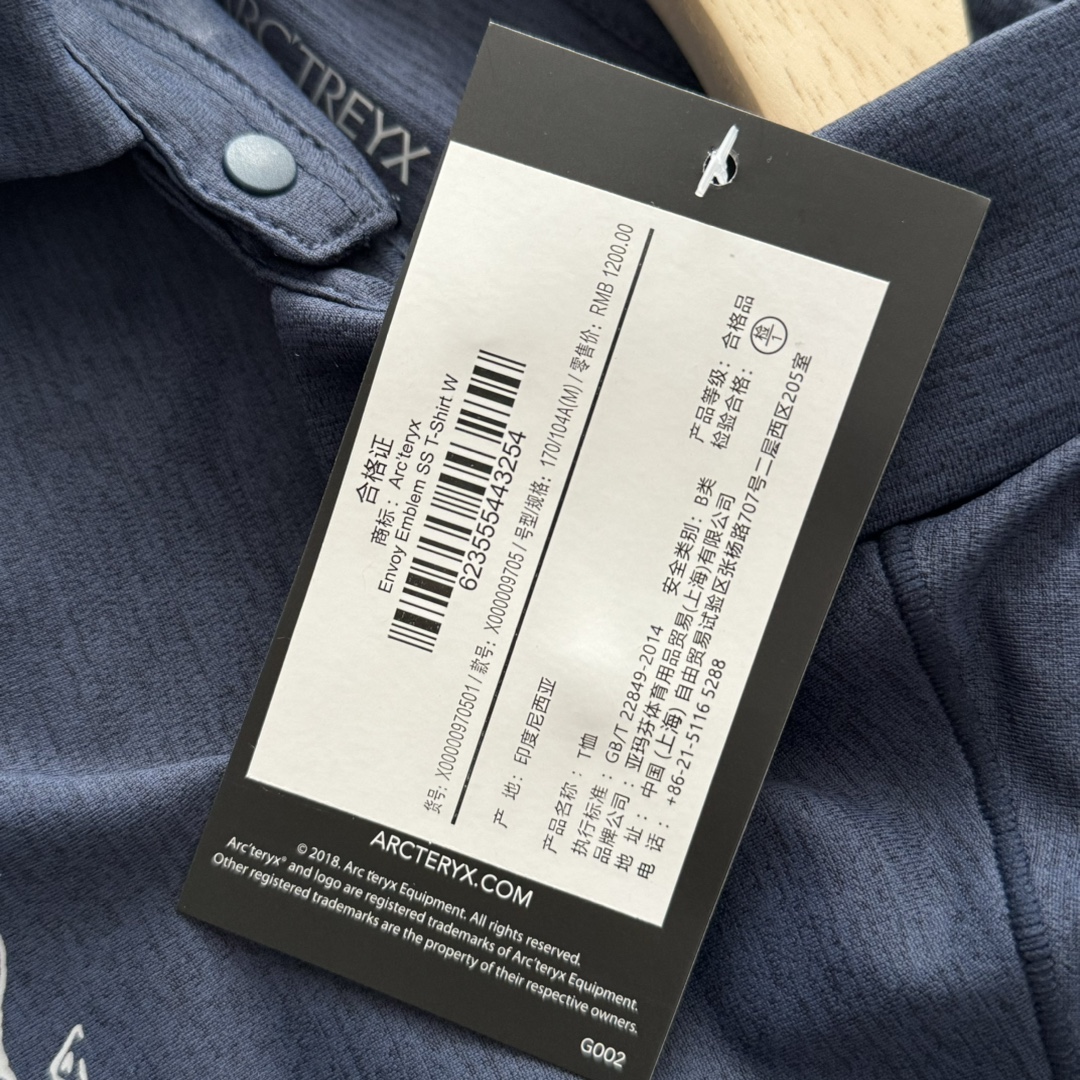 ARC'TREYX
合格证
商标： Arc'teryx
Envoy Emblem SS T-Shirt W
623555443254
货号: X00000970501 / 款号: X000009705 / 号型/规格: 170/104A(M) / 零售价: RMB 1200.00
产 地: 印度尼西亚
产品名称： T恤
产品等级： 合格品
执行标准： GB/T 22849-2014
安全类别: B类
检验合格： 检1
品牌公司： 亚玛芬体育用品贸易(上海)有限公司
地 址： 中国 (上海) 自由贸易试验区张杨路707号二层西区205室
电 话： +86-21-5116 5288
ARCTERYX.COM
© 2018. Arc'teryx Equipment. All rights reserved.
Arc'teryx® and logo are registered trademarks of Arc'teryx Equipment.
Other registered trademarks are the property of their respective owners.
G002